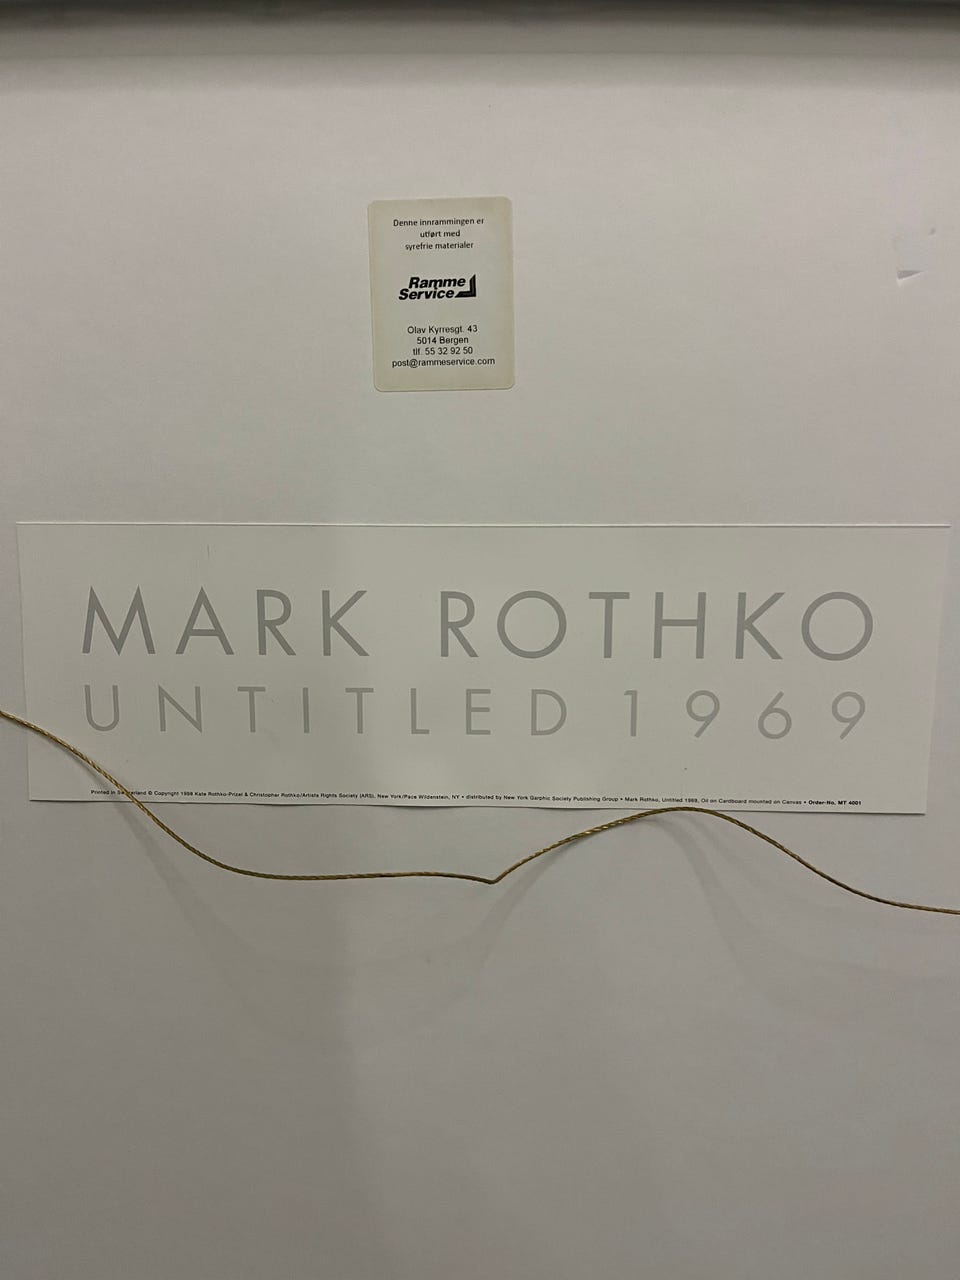 Denne innrammingen er
utført med
syrefrie materialer
Ramme
Service
Olav Kyrresgt. 43
5014 Bergen
tlf. 55 32 92 50
post@rammeservice.com
MARK ROTHKO
UNTITLED 1969
Printed in Switzerland © Copyright 1998 Kate Rothko-Prizel & Christopher Rothko/Artists Rights Society (ARS), New York/Pace Wildenstein, NY • distributed by New York Garphic Society Publishing Group • Mark Rothko, Untitled 1969, Oil on Cardboard mounted on Canvas • Order-No. MT 4001